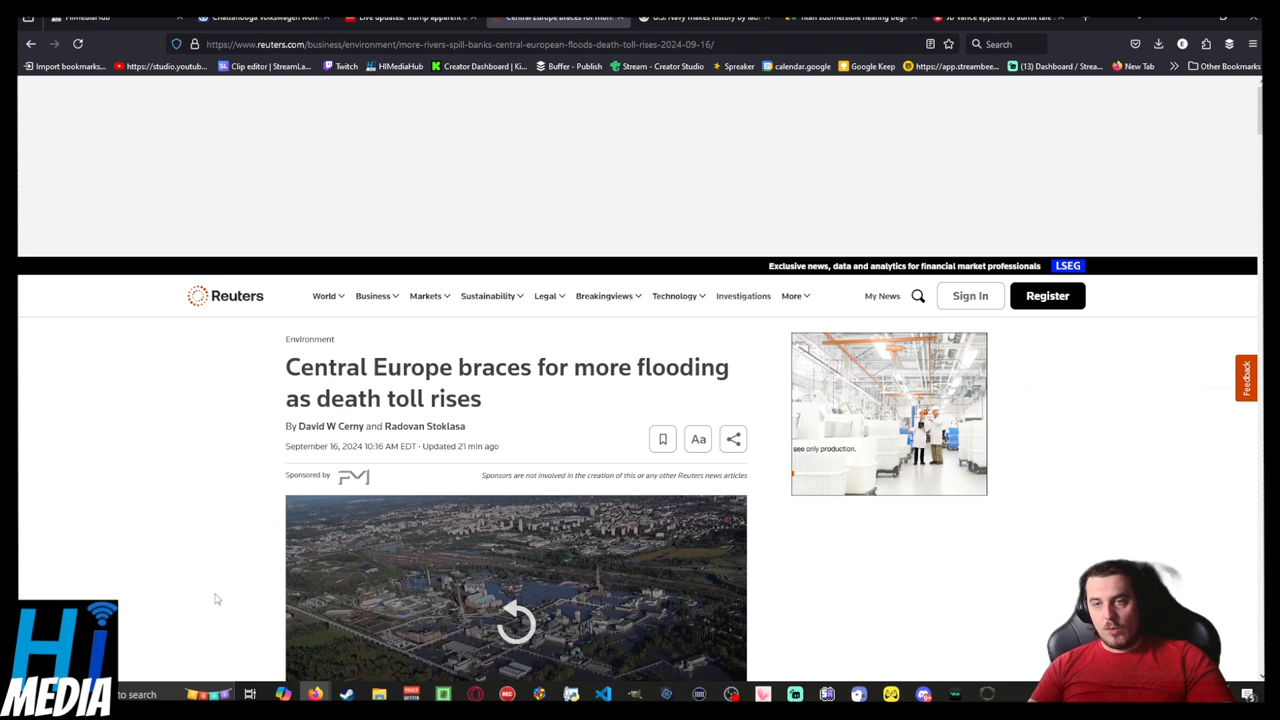 HiMediaHub
Chattanooga Volkswagen work
Live updates: Trump apparent a
Central Europe braces for mor
U.S. Navy makes history by lau
Titan submersible hearing begi
JD Vance appears to admit
https://www.reuters.com/business/environment/more-rivers-spill-banks-central-european-floods-death-toll-rises-2024-09-16/
Search
Import bookmarks...
https://studio.youtub...
Clip editor | StreamLa...
Twitch
HIMediaHub
Creator Dashboard | Ki...
Buffer - Publish
Stream - Creator Studio
Spreaker
calendar.google
Google Keep
https://app.streambee...
(13) Dashboard / Strea...
New Tab
Other Bookmarks
Exclusive news, data and analytics for financial market professionals
LSEG
Reuters
World
Business
Markets
Sustainability
Legal
Breakingviews
Technology
Investigations
More
My News
Sign In
Register
Environment
Central Europe braces for more flooding
as death toll rises
By David W Cerny and Radovan Stoklasa
September 16, 2024 10:16 AM EDT · Updated 21 min ago
Aa
Sponsored by
Sponsors are not involved in the creation of this or any other Reuters news articles
see only production.
Feedback
Hi
MEDIA
to search
REC